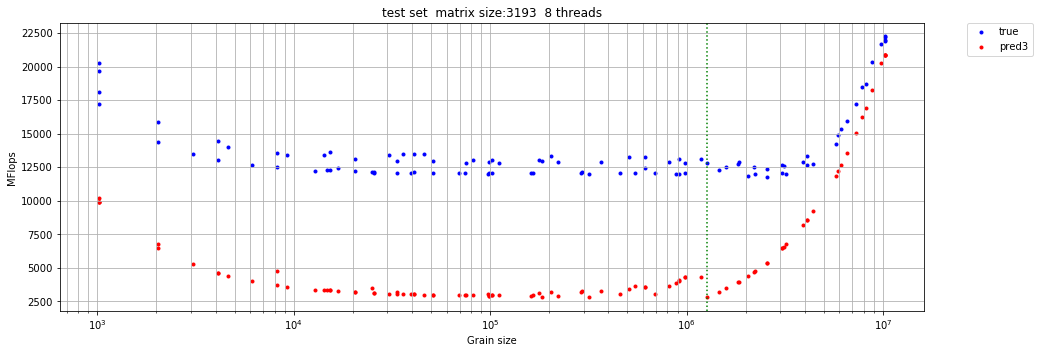 test set  matrix size:3193  8 threads
true
pred3
MFlops
22500
20000
17500
15000
12500
10000
7500
5000
2500
10³
10⁴
10⁵
10⁶
10⁷
Grain size